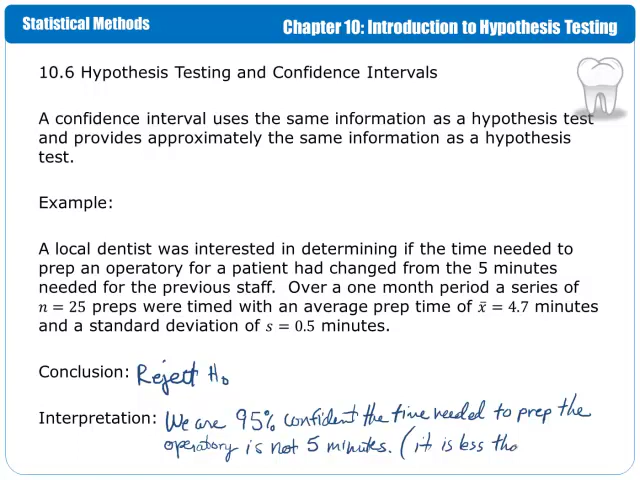 Statistical Methods
Chapter 10: Introduction to Hypothesis Testing
10.6 Hypothesis Testing and Confidence Intervals
A confidence interval uses the same information as a hypothesis test
and provides approximately the same information as a hypothesis
test.
Example:
A local dentist was interested in determining if the time needed to
prep an operatory for a patient had changed from the 5 minutes
needed for the previous staff. Over a one month period a series of
n = 25 preps were timed with an average prep time of x̄ = 4.7 minutes
and a standard deviation of s = 0.5 minutes.
Conclusion: Reject H₀
Interpretation: We are 95% confident the time needed to prep the
operatory is not 5 minutes. (it is less tho